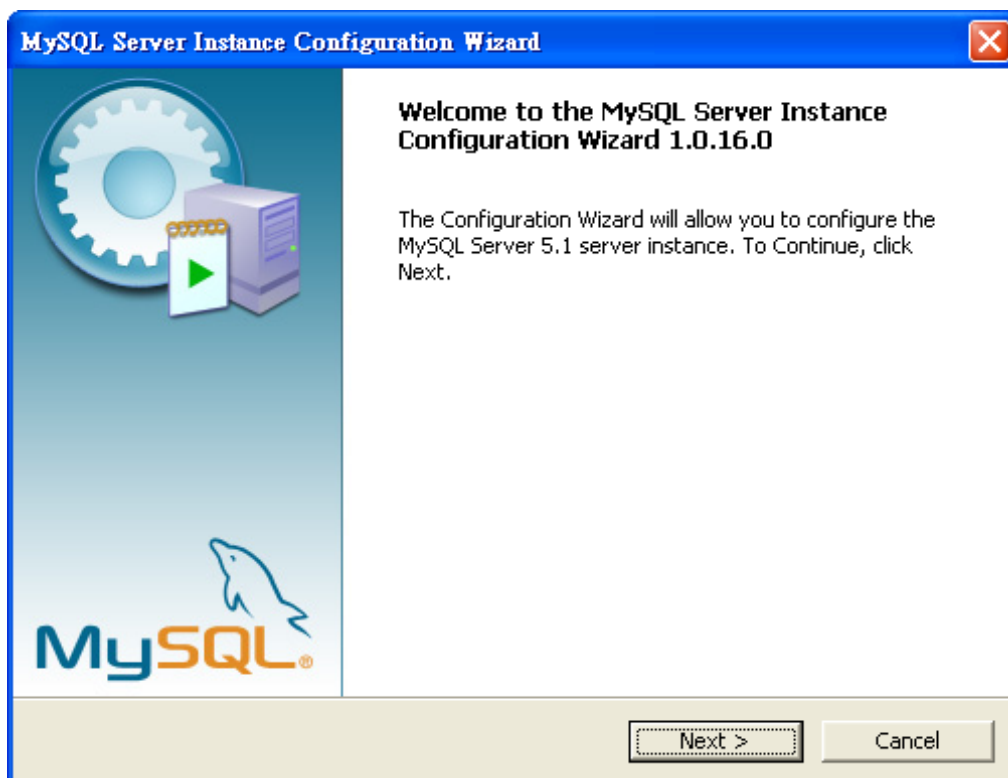 MySQL Server Instance Configuration Wizard
Welcome to the MySQL Server Instance
Configuration Wizard 1.0.16.0
The Configuration Wizard will allow you to configure the
MySQL Server 5.1 server instance. To Continue, click
Next.
MySQL®
Next >
Cancel